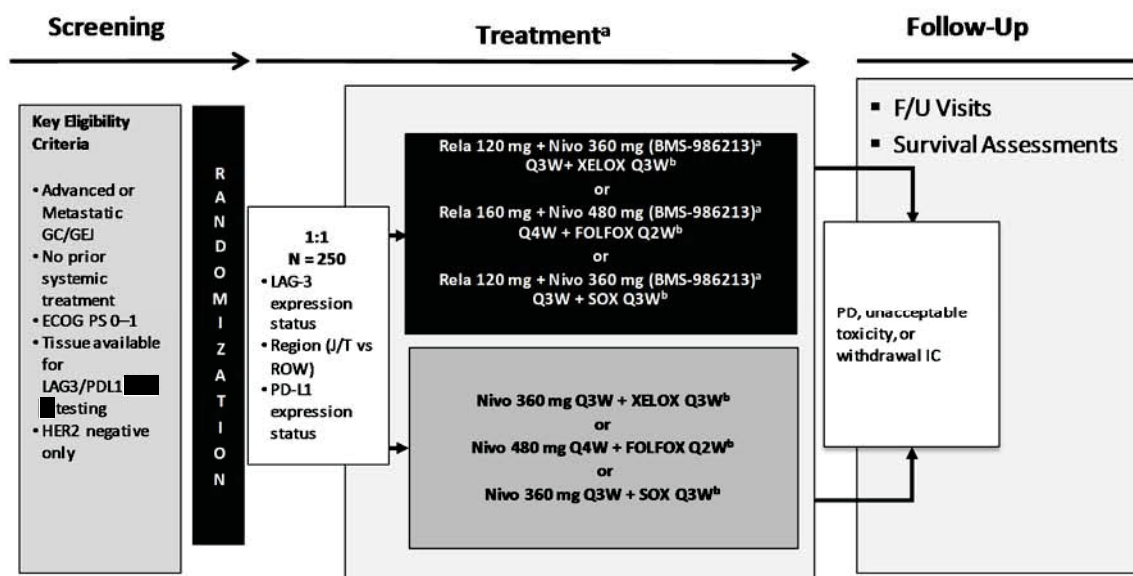 Screening
Treatmentᵃ
Follow-Up
Key Eligibility
Criteria
• Advanced or
Metastatic
GC/GEJ
• No prior
systemic
treatment
• ECOG PS 0–1
• Tissue available
for
LAG3/PDL1
testing
• HER2 negative
only
RANDOMIZATION
1:1
N = 250
• LAG-3
expression
status
• Region (J/T vs
ROW)
• PD-L1
expression
status
Rela 120 mg + Nivo 360 mg (BMS-986213)ᵃ
Q3W+ XELOX Q3Wᵇ
or
Rela 160 mg + Nivo 480 mg (BMS-986213)ᵃ
Q4W + FOLFOX Q2Wᵇ
or
Rela 120 mg + Nivo 360 mg (BMS-986213)ᵃ
Q3W + SOX Q3Wᵇ
Nivo 360 mg Q3W + XELOX Q3Wᵇ
or
Nivo 480 mg Q4W + FOLFOX Q2Wᵇ
or
Nivo 360 mg Q3W + SOX Q3Wᵇ
▪ F/U Visits
▪ Survival Assessments
PD, unacceptable
toxicity, or
withdrawal IC